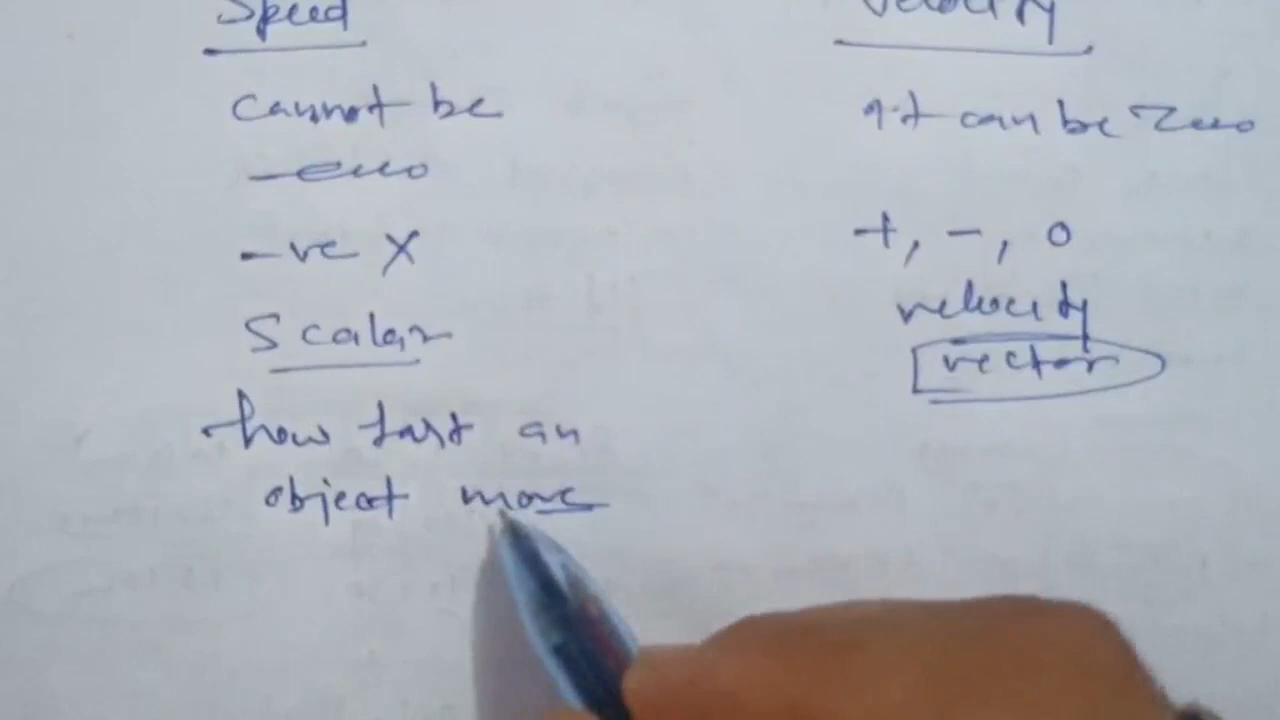 Speed
cannot be
zero
-ve X
Scalar
how fast an
object move
Velocity
it can be zero
+, -, 0
velocity
vector